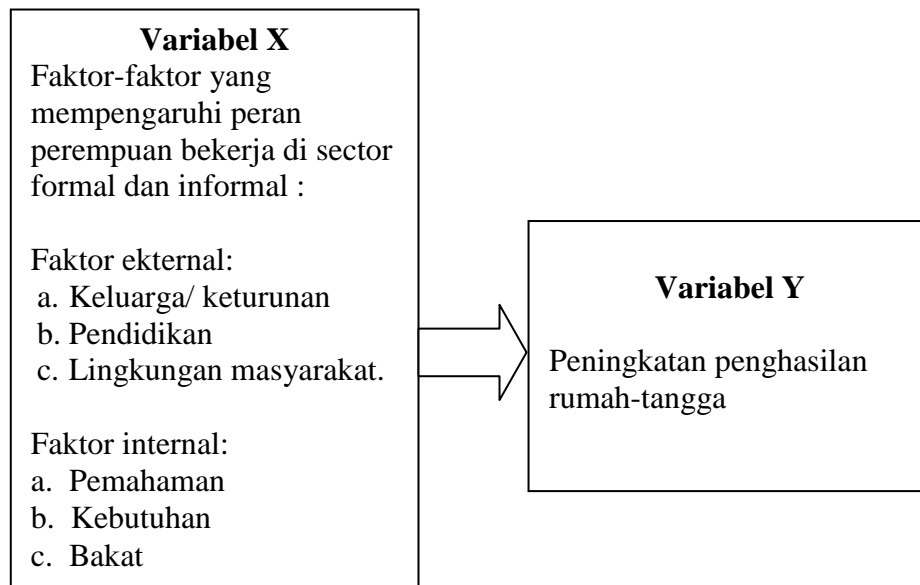 Variabel X
Faktor-faktor yang
mempengaruhi peran
perempuan bekerja di sector
formal dan informal :
Faktor ekternal:
a. Keluarga/ keturunan
b. Pendidikan
c. Lingkungan masyarakat.
Faktor internal:
a. Pemahaman
b. Kebutuhan
c. Bakat
Variabel Y
Peningkatan penghasilan
rumah-tangga